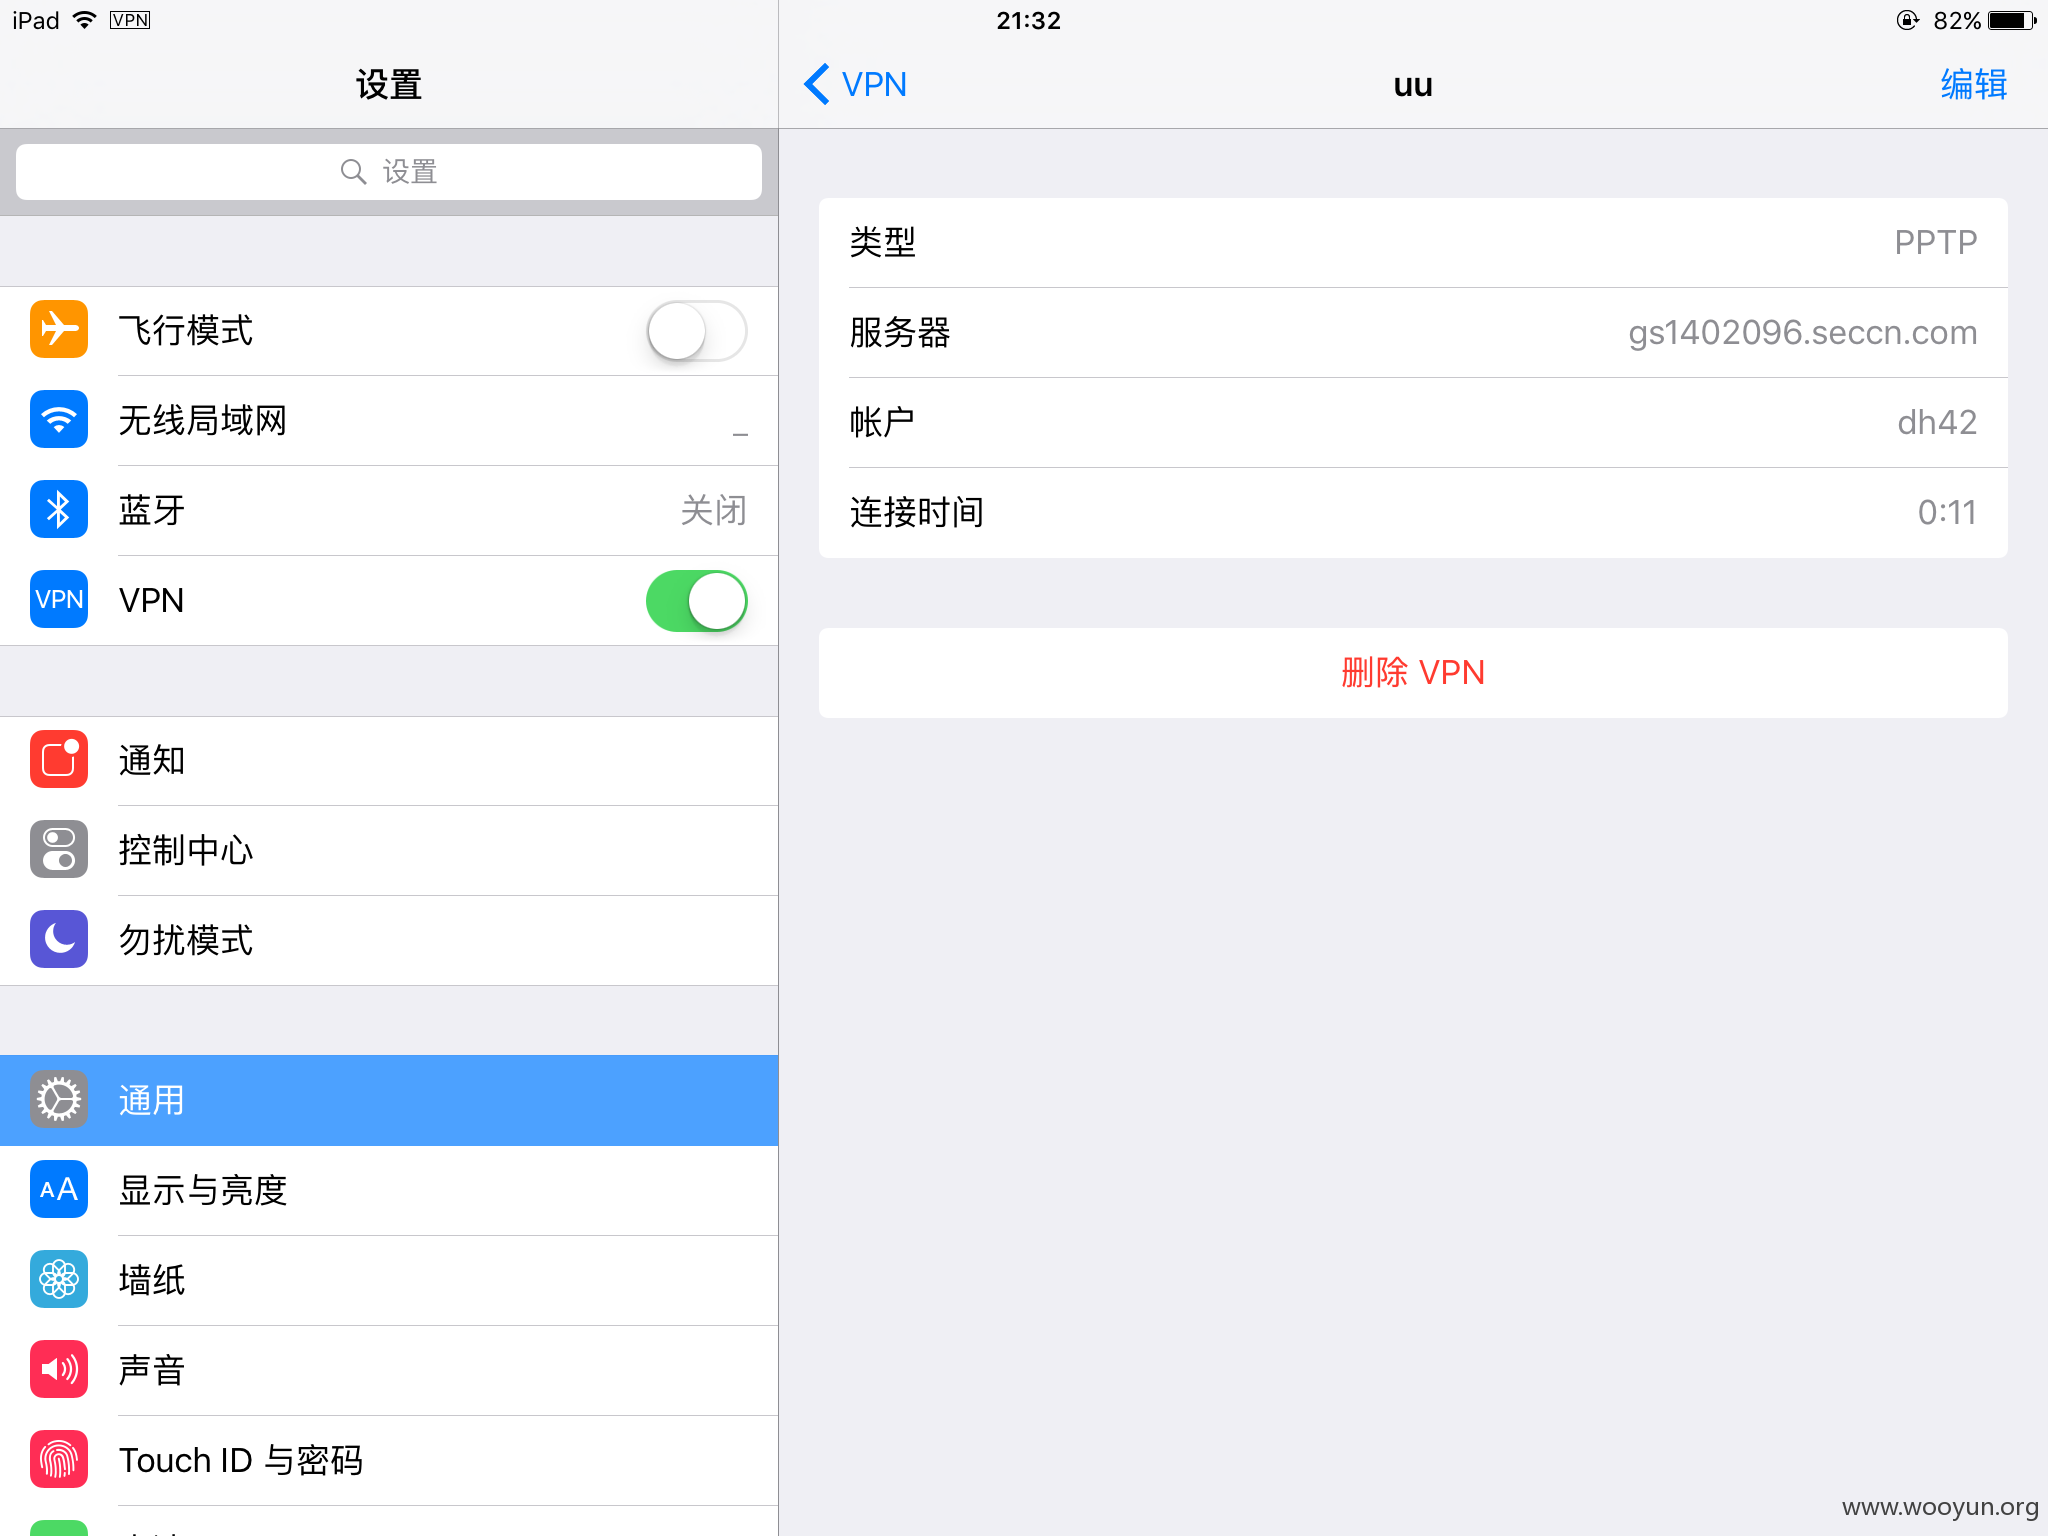 iPad VPN
21:32
82%
设置
设置
飞行模式
无线局域网 _
蓝牙 关闭
VPN VPN
通知
控制中心
勿扰模式
通用
AA 显示与亮度
墙纸
声音
Touch ID 与密码
VPN
uu
编辑
类型 PPTP
服务器 gs1402096.seccn.com
帐户 dh42
连接时间 0:11
删除 VPN
www.wooyun.org